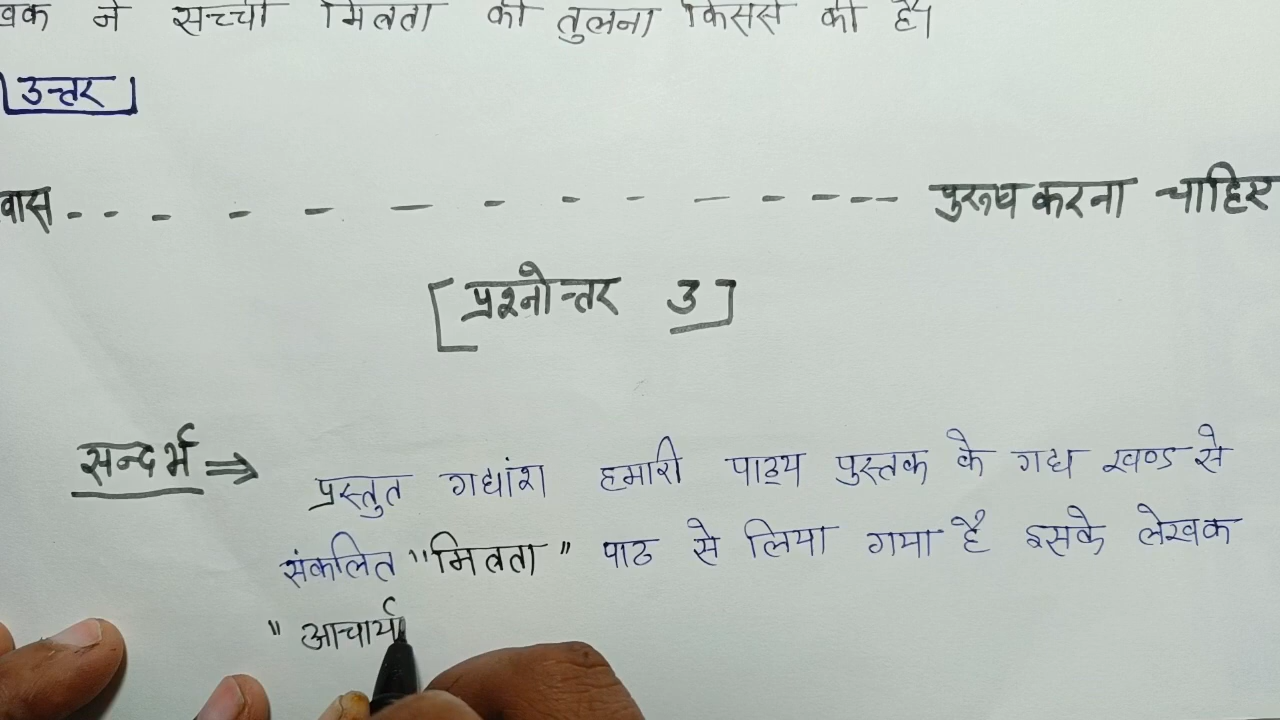 ने सच्ची मित्रता की तुलना किससे की है।
उत्तर
- - - - - - - - - - - - - पुरूष करना चाहिए
[प्रश्नोत्तर 3]
सन्दर्भ ⇒ प्रस्तुत गद्यांश हमारी पाठ्य पुस्तक के गद्य खण्ड से
संकलित "मित्रता" पाठ से लिया गया है इसके लेखक
" आचार्य